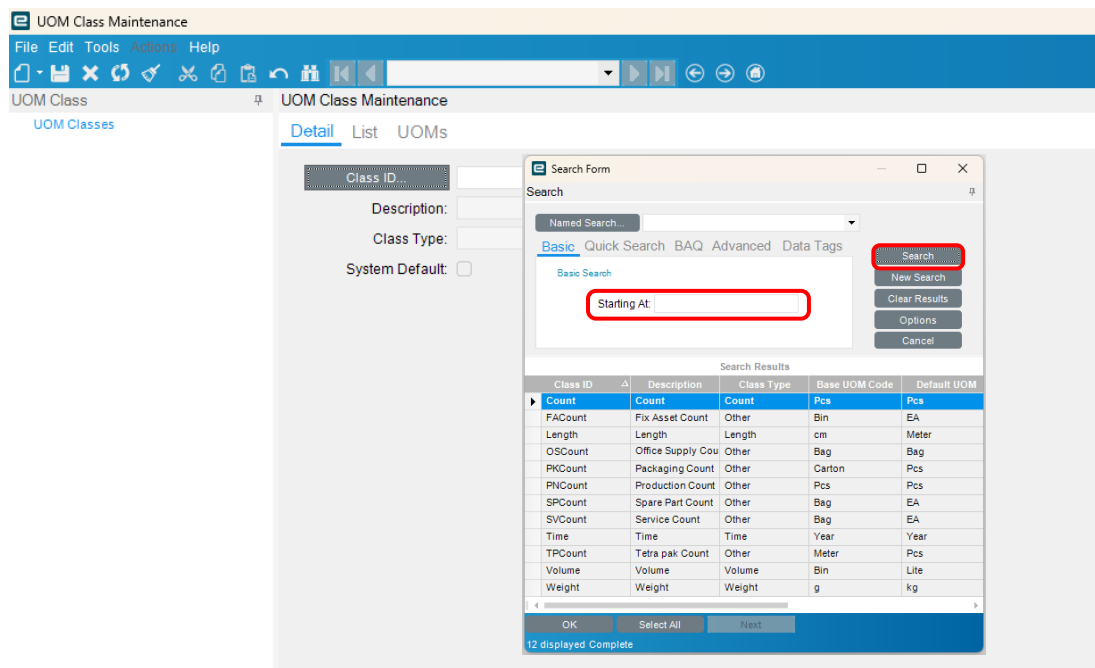 UOM Class Maintenance
File Edit Tools Actions Help
UOM Class
UOM Classes
UOM Class Maintenance
Detail List UOMs
Class ID...
Description:
Class Type:
System Default:
Search Form
Search
Named Search...
Basic Quick Search BAQ Advanced Data Tags
Basic Search
Starting At:
Search
New Search
Clear Results
Options
Cancel
Search Results
Class ID Description Class Type Base UOM Code Default UOM
Count Count Count Pcs Pcs
FACount Fix Asset Count Other Bin EA
Length Length Length cm Meter
OSCount Office Supply Cou Other Bag Bag
PKCount Packaging Count Other Carton Pcs
PNCount Production Count Other Pcs Pcs
SPCount Spare Part Count Other Bag EA
SVCount Service Count Other Bag EA
Time Time Time Year Year
TPCount Tetra pak Count Other Meter Pcs
Volume Volume Volume Bin Lite
Weight Weight Weight g kg
OK Select All Next
12 displayed Complete